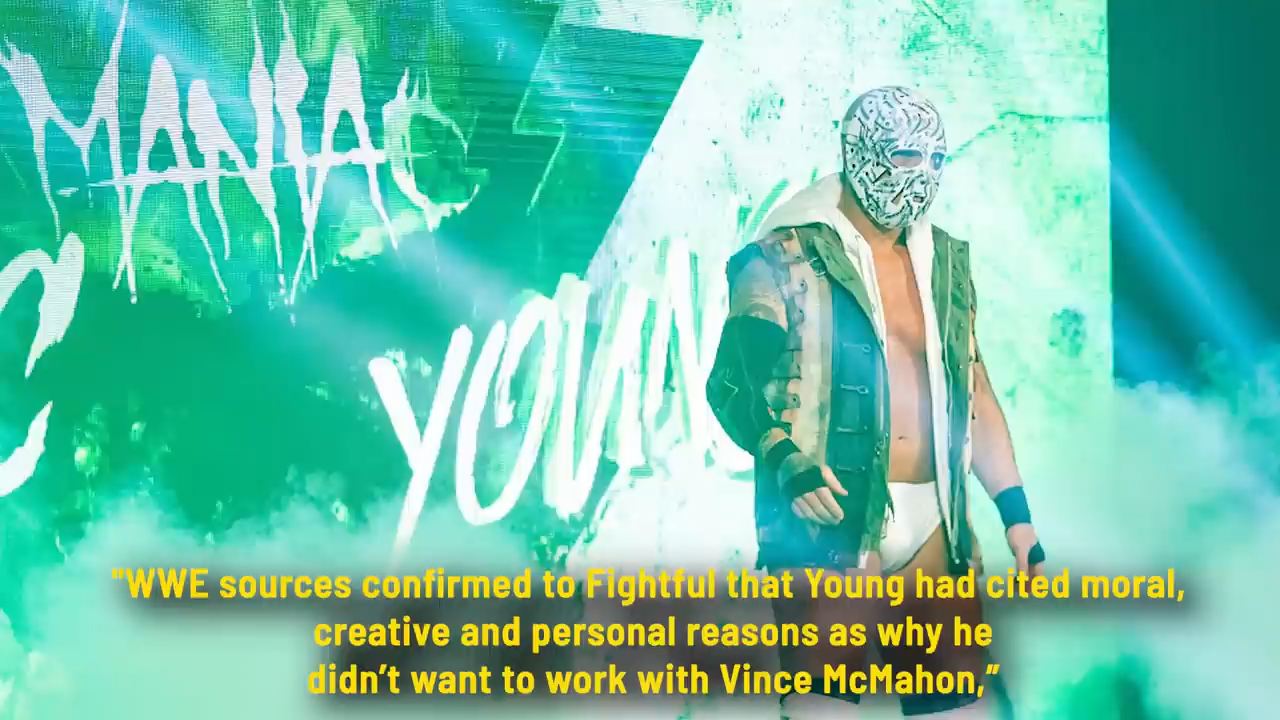 MANIAC
YOUNG
"WWE sources confirmed to Fightful that Young had cited moral,
creative and personal reasons as why he
didn't want to work with Vince McMahon,”